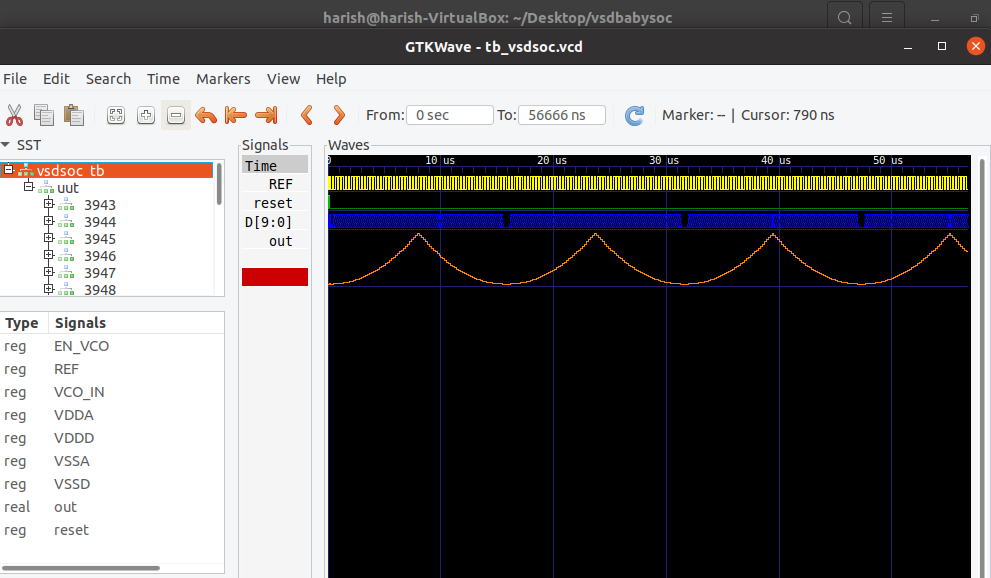 harish@harish-VirtualBox: ~/Desktop/vsdbabysoc
GTKWave - tb_vsdsoc.vcd
File Edit Search Time Markers View Help
From: 0 sec To: 56666 ns Marker: -- | Cursor: 790 ns
SST
vsdsoc_tb
uut
3943
3944
3945
3946
3947
3948
Type Signals
reg EN_VCO
reg REF
reg VCO_IN
reg VDDA
reg VDDD
reg VSSA
reg VSSD
real out
reg reset
Signals
Time
REF
reset
D[9:0]
out
Waves
0 10 us 20 us 30 us 40 us 50 us